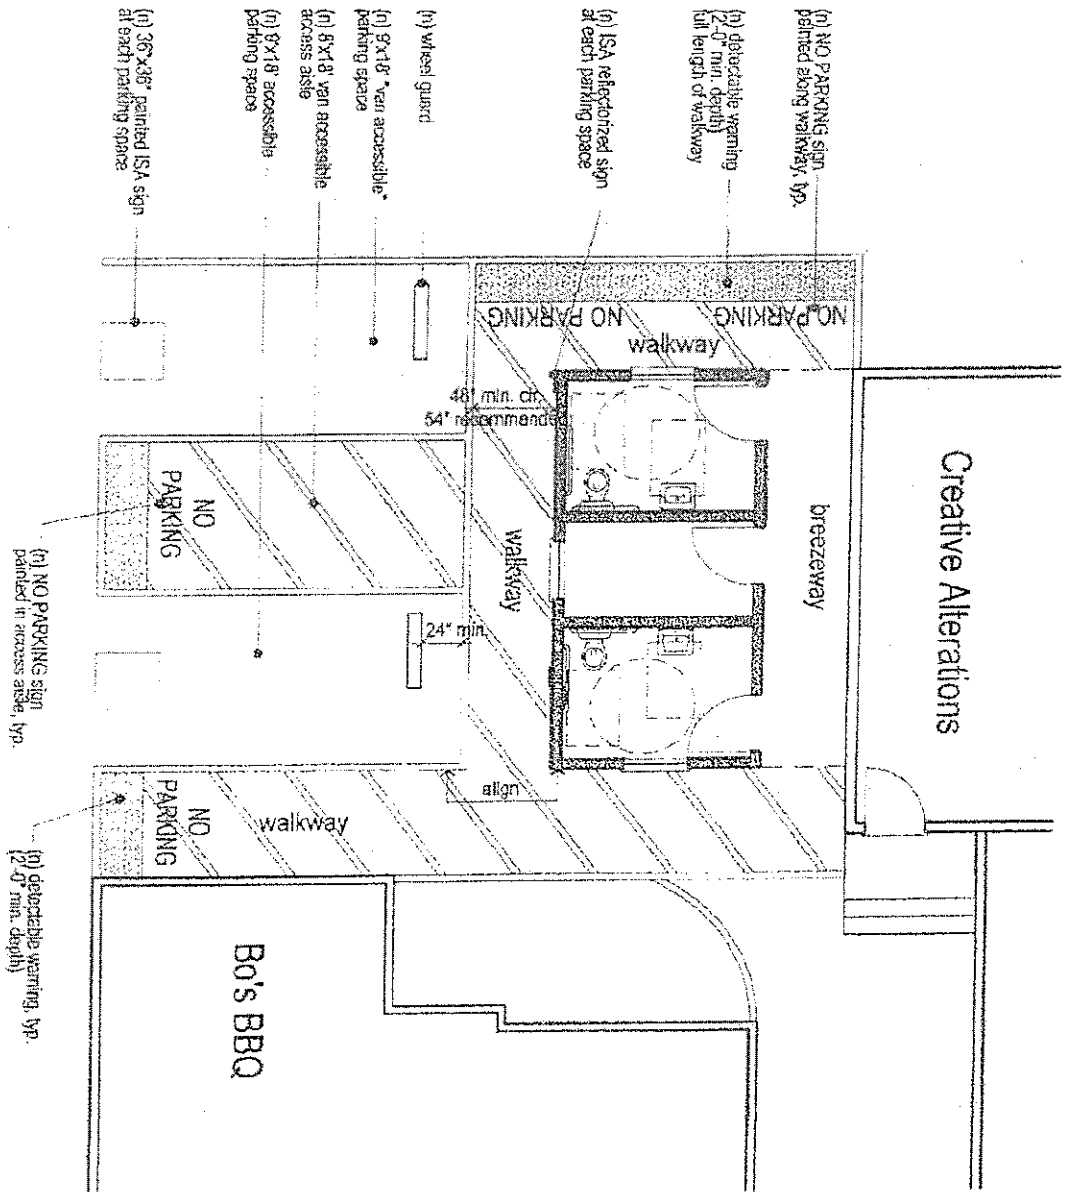 (n) NO PARKING sign
painted along walkway, typ.
(n) detectable warning
(2'-0" min. depth)
full length of walkway
(n) ISA reflectorized sign
at each parking space
(n) wheel guard
(n) 9'x18' "van accessible"
parking space
(n) 8'x18' van accessible
access aisle
(n) 9'x18' accessible
parking space
(n) 36"x36" painted ISA sign
at each parking space
NO PARKING
NO PARKING
walkway
48" min. clr.
54" recommended
Creative Alterations
breezeway
walkway
NO
PARKING
24" min.
(n) NO PARKING sign
painted in access aisle, typ.
align
NO
PARKING
walkway
(n) detectable warning, typ.
(2'-0" min. depth)
Bo's BBQ